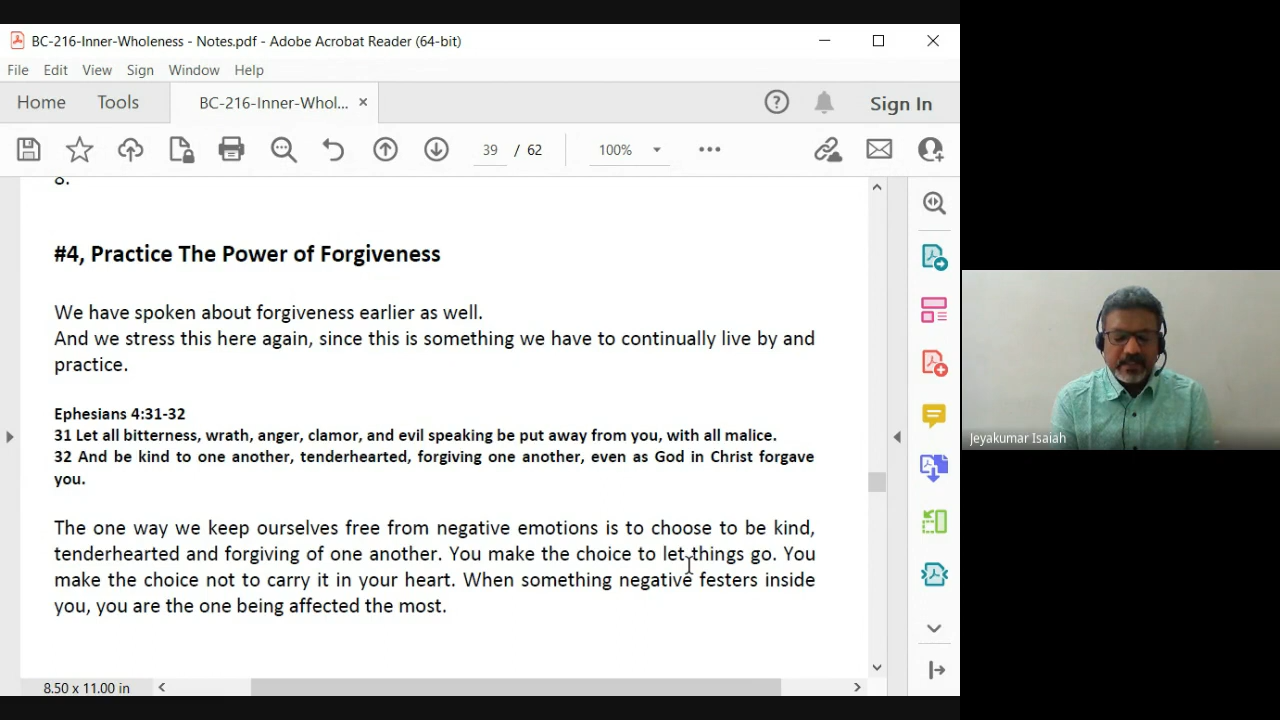 BC-216-Inner-Wholeness - Notes.pdf - Adobe Acrobat Reader (64-bit)
File Edit View Sign Window Help
Home Tools BC-216-Inner-Whol... × Sign In
39 / 62 100%
8.
#4, Practice The Power of Forgiveness
We have spoken about forgiveness earlier as well.
And we stress this here again, since this is something we have to continually live by and
practice.
Ephesians 4:31-32
31 Let all bitterness, wrath, anger, clamor, and evil speaking be put away from you, with all malice.
32 And be kind to one another, tenderhearted, forgiving one another, even as God in Christ forgave
you.
The one way we keep ourselves free from negative emotions is to choose to be kind,
tenderhearted and forgiving of one another. You make the choice to let things go. You
make the choice not to carry it in your heart. When something negative festers inside
you, you are the one being affected the most.
8.50 x 11.00 in
Jeyakumar Isaiah